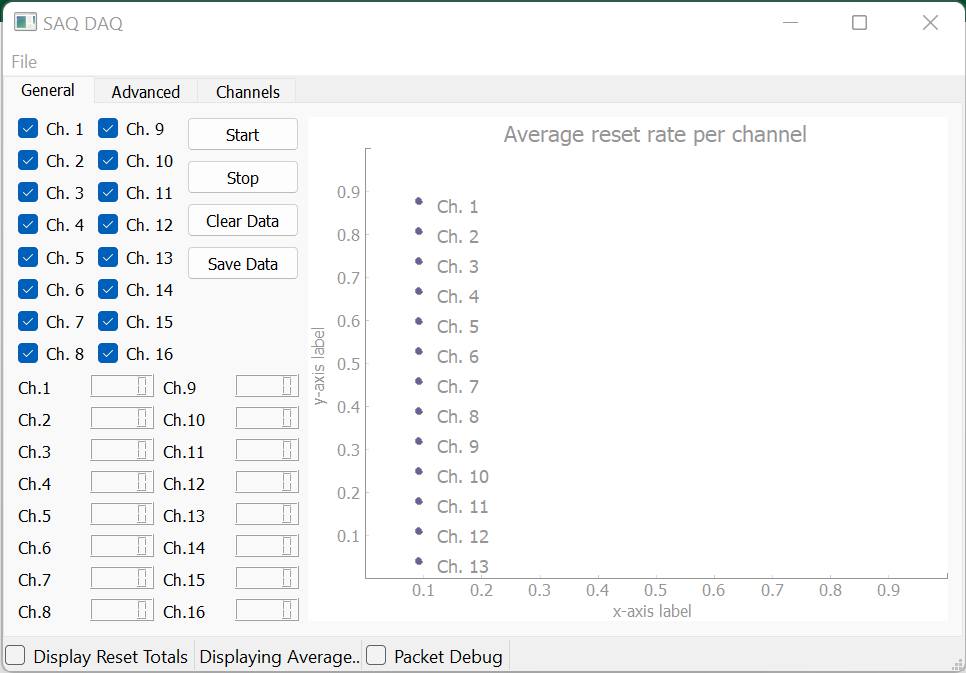 SAQ DAQ
File
General Advanced Channels
Ch. 1 Ch. 9
Ch. 2 Ch. 10
Ch. 3 Ch. 11
Ch. 4 Ch. 12
Ch. 5 Ch. 13
Ch. 6 Ch. 14
Ch. 7 Ch. 15
Ch. 8 Ch. 16
Start
Stop
Clear Data
Save Data
Ch.1 0 Ch.9 0
Ch.2 0 Ch.10 0
Ch.3 0 Ch.11 0
Ch.4 0 Ch.12 0
Ch.5 0 Ch.13 0
Ch.6 0 Ch.14 0
Ch.7 0 Ch.15 0
Ch.8 0 Ch.16 0
Average reset rate per channel
y-axis label
0.9
0.8
0.7
0.6
0.5
0.4
0.3
0.2
0.1
Ch. 1
Ch. 2
Ch. 3
Ch. 4
Ch. 5
Ch. 6
Ch. 7
Ch. 8
Ch. 9
Ch. 10
Ch. 11
Ch. 12
Ch. 13
0.1 0.2 0.3 0.4 0.5 0.6 0.7 0.8 0.9
x-axis label
Display Reset Totals Displaying Average.. Packet Debug